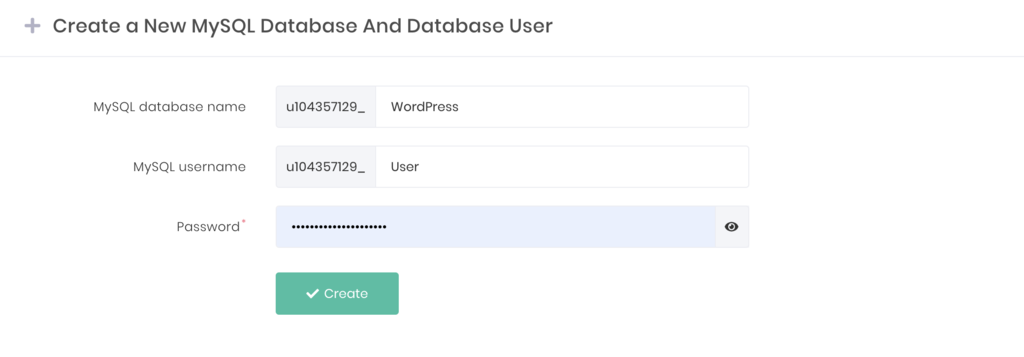 Create a New MySQL Database And Database User
MySQL database name u104357129_ WordPress
MySQL username u104357129_ User
Password* •••••••••••••••••••••
Create